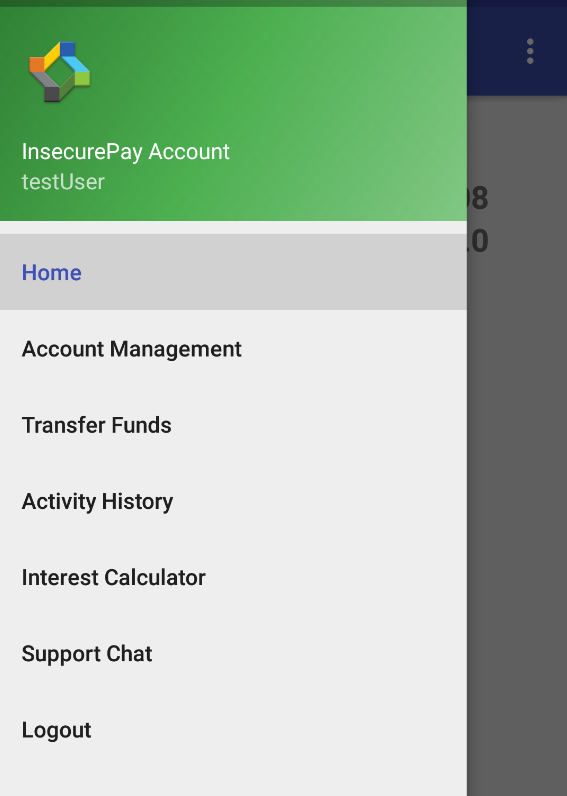 InsecurePay Account
testUser
Home
Account Management
Transfer Funds
Activity History
Interest Calculator
Support Chat
Logout